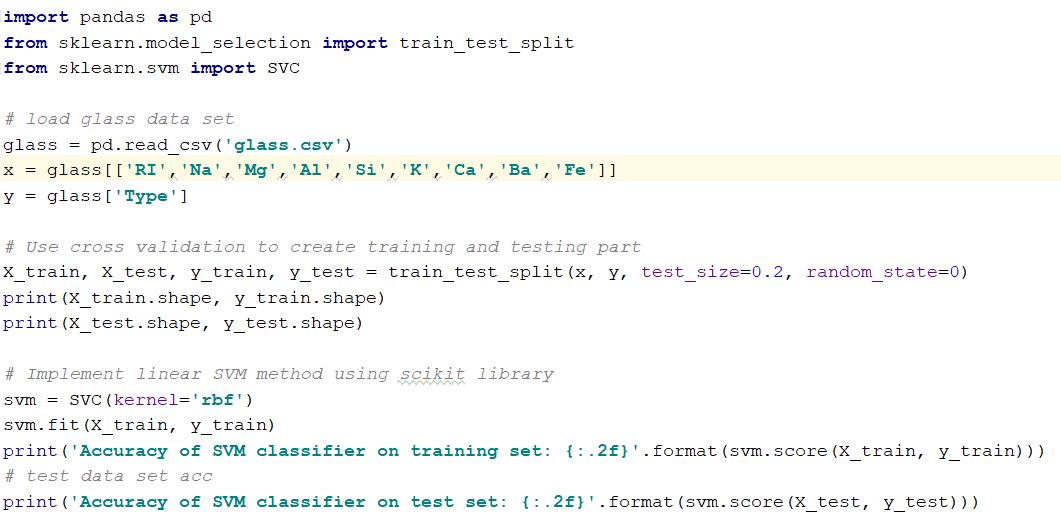 import pandas as pd
from sklearn.model_selection import train_test_split
from sklearn.svm import SVC
# load glass data set
glass = pd.read_csv('glass.csv')
x = glass[['RI','Na','Mg','Al','Si','K','Ca','Ba','Fe']]
y = glass['Type']
# Use cross validation to create training and testing part
X_train, X_test, y_train, y_test = train_test_split(x, y, test_size=0.2, random_state=0)
print(X_train.shape, y_train.shape)
print(X_test.shape, y_test.shape)
# Implement linear SVM method using scikit library
svm = SVC(kernel='rbf')
svm.fit(X_train, y_train)
print('Accuracy of SVM classifier on training set: {:.2f}'.format(svm.score(X_train, y_train)))
# test data set acc
print('Accuracy of SVM classifier on test set: {:.2f}'.format(svm.score(X_test, y_test)))